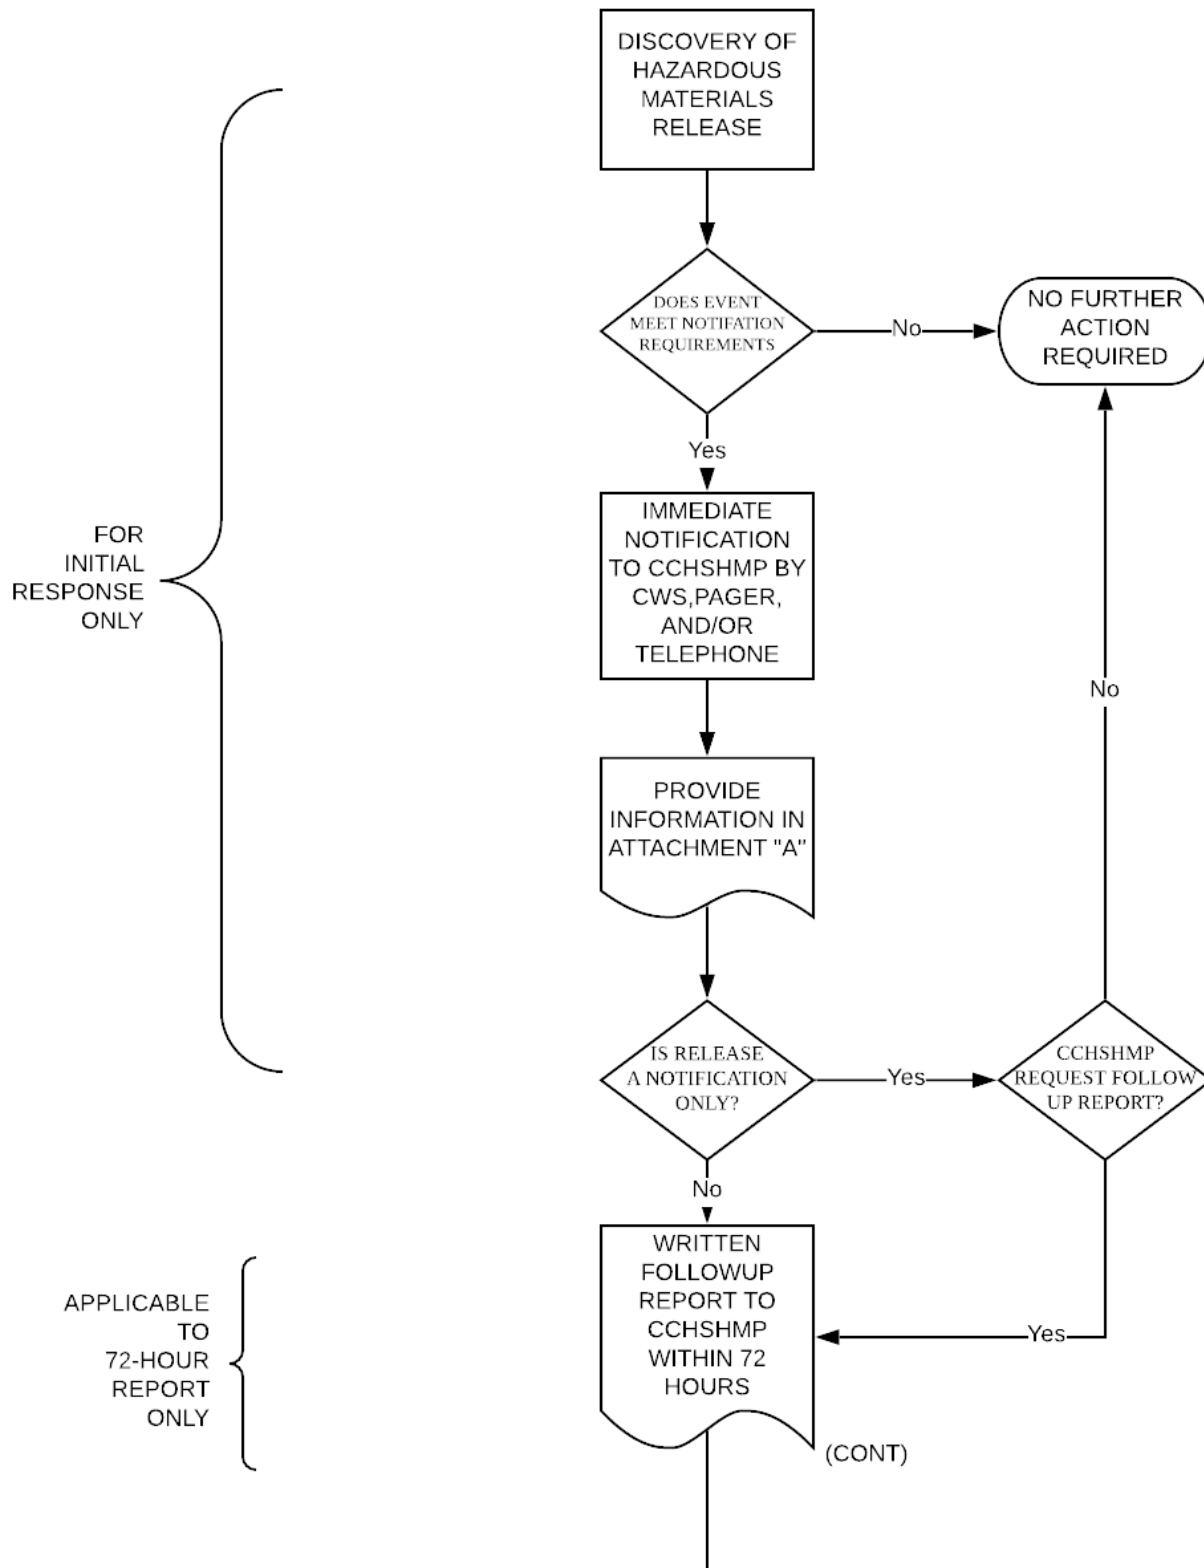 DISCOVERY OF
HAZARDOUS
MATERIALS
RELEASE
DOES EVENT
MEET NOTIFATION
REQUIREMENTS
No
NO FURTHER
ACTION
REQUIRED
Yes
IMMEDIATE
NOTIFICATION
TO CCHSHMP BY
CWS,PAGER,
AND/OR
TELEPHONE
FOR
INITIAL
RESPONSE
ONLY
No
PROVIDE
INFORMATION IN
ATTACHMENT "A"
IS RELEASE
A NOTIFICATION
ONLY?
Yes
CCHSHMP
REQUEST FOLLOW
UP REPORT?
No
WRITTEN
FOLLOWUP
REPORT TO
CCHSHMP
WITHIN 72
HOURS
Yes
APPLICABLE
TO
72-HOUR
REPORT
ONLY
(CONT)